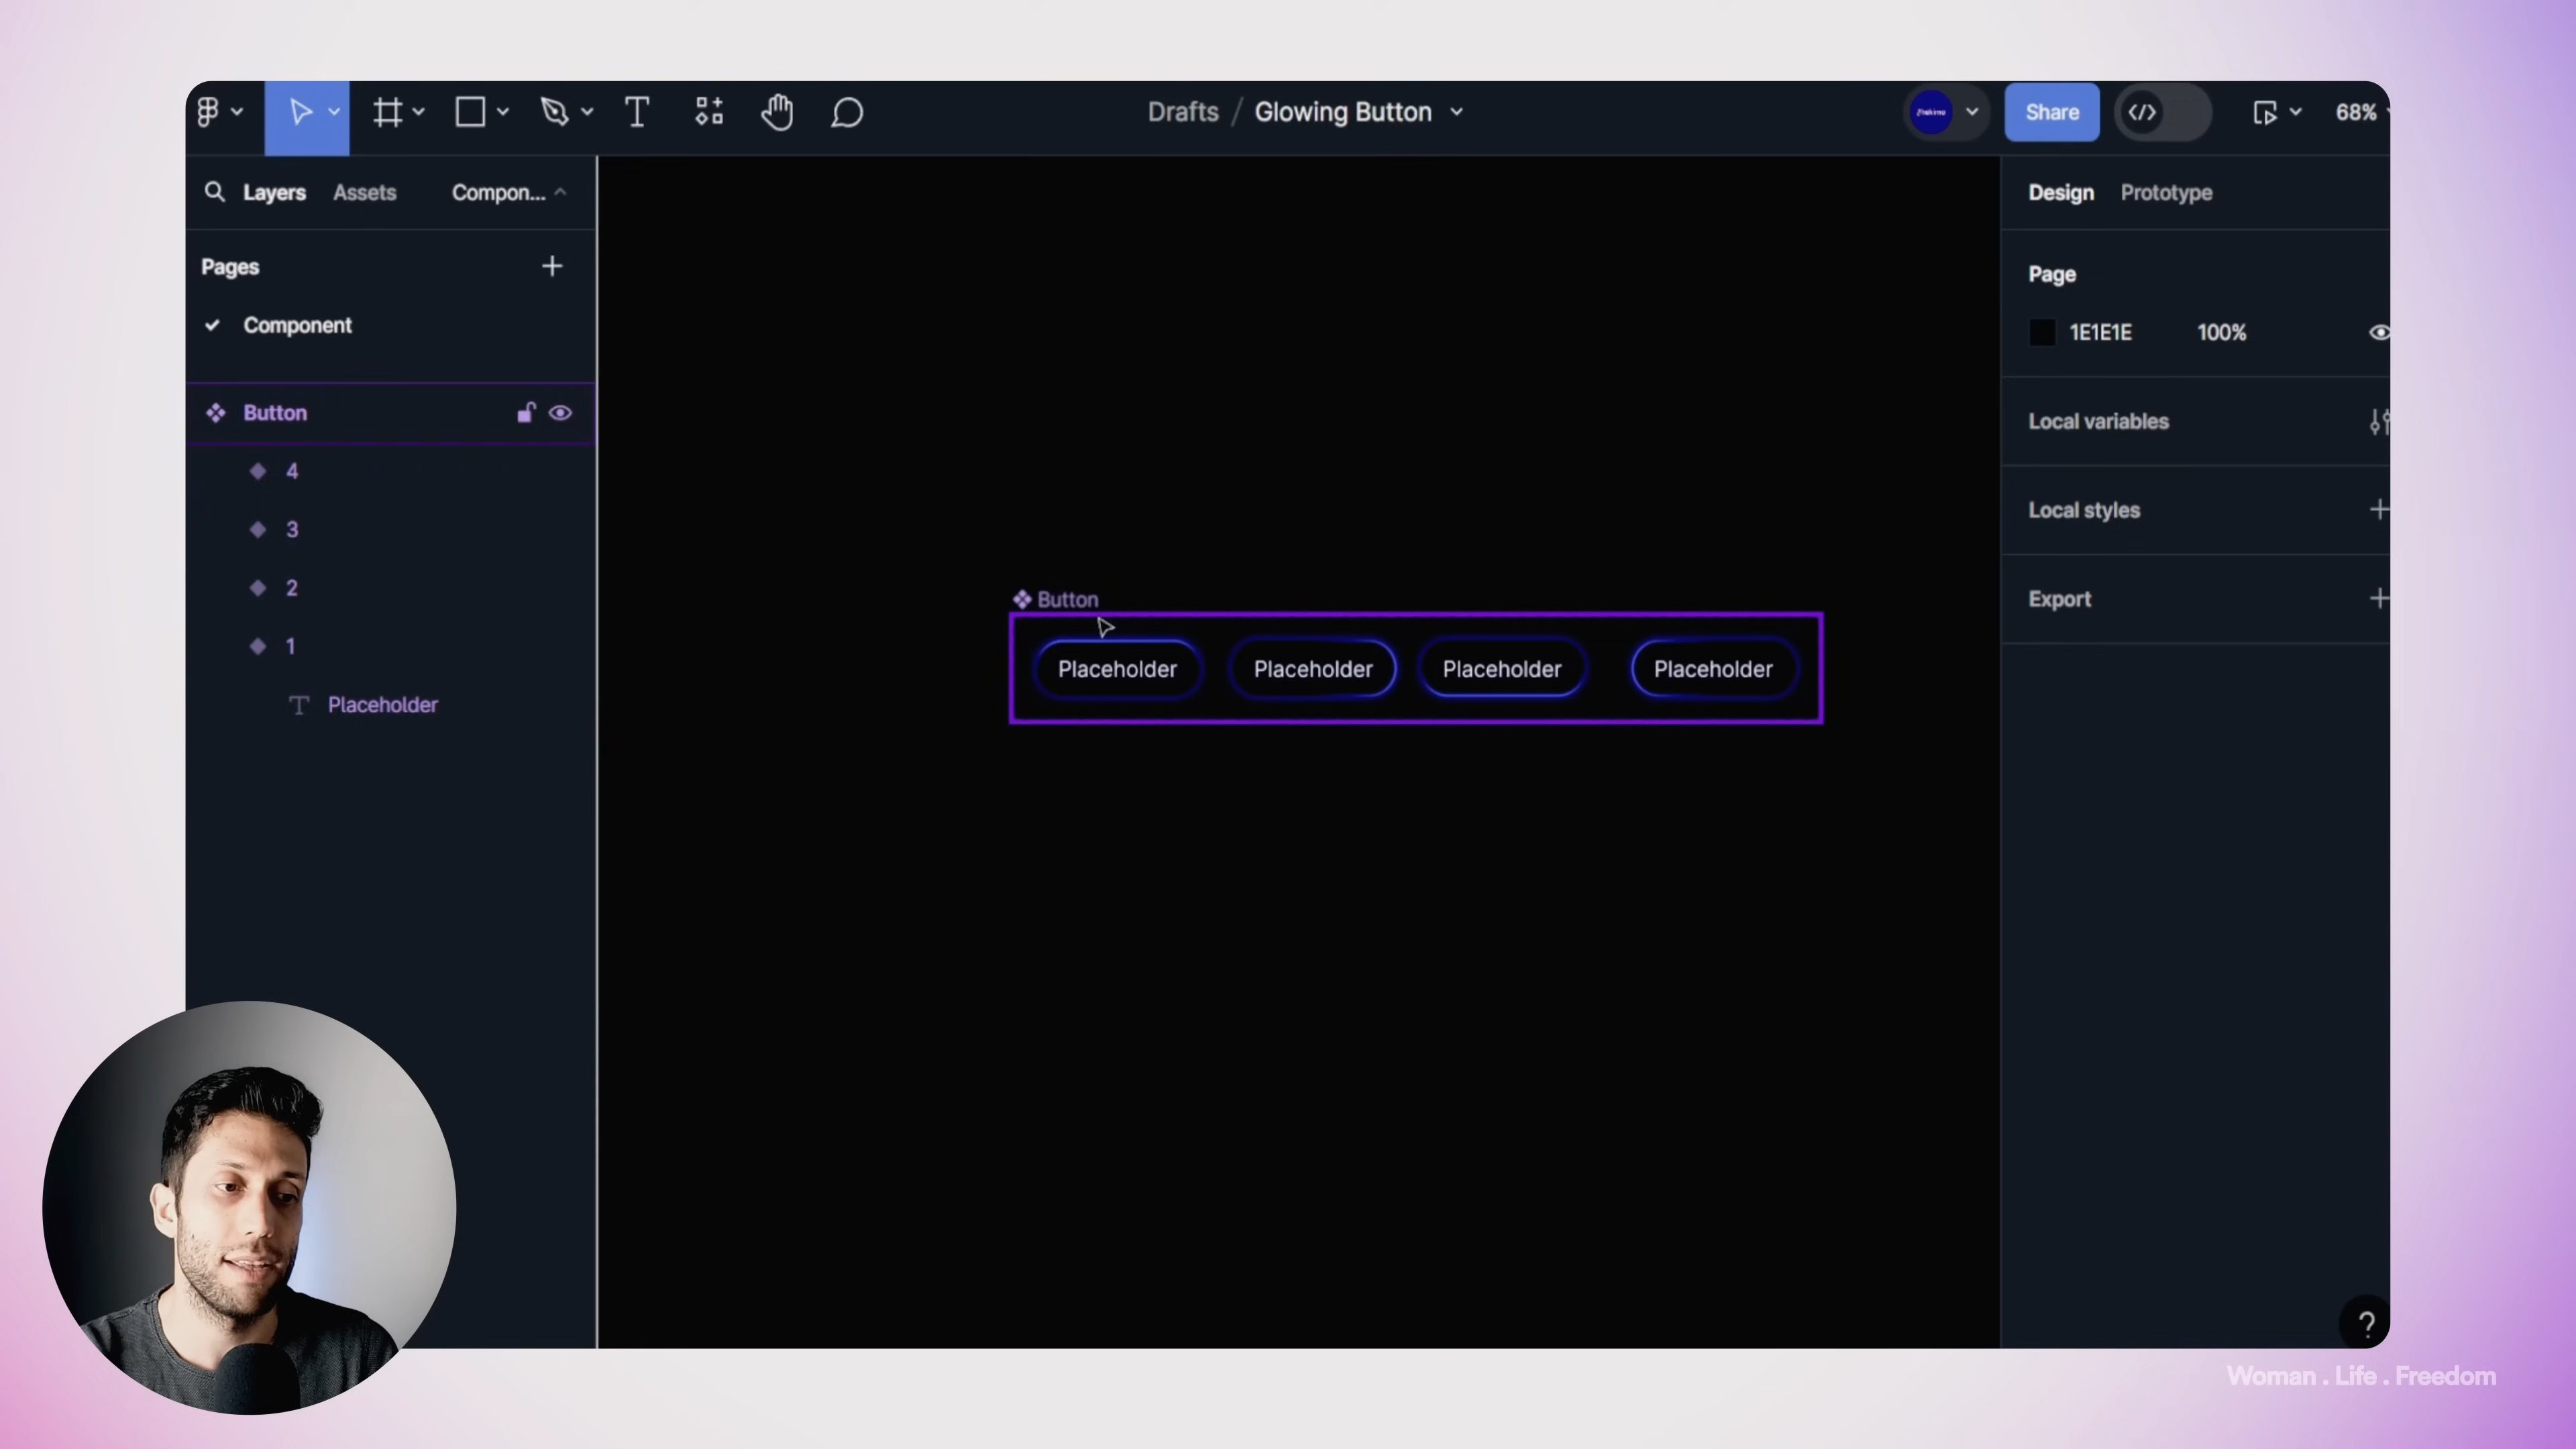 Drafts / Glowing Button
Share
68%
Layers
Assets
Compon...
Design
Prototype
Pages
Component
Button
4
3
2
1
Placeholder
Page
1E1E1E
100%
Local variables
Local styles
Export
Button
Placeholder
Placeholder
Placeholder
Placeholder
?
Woman . Life . Freedom